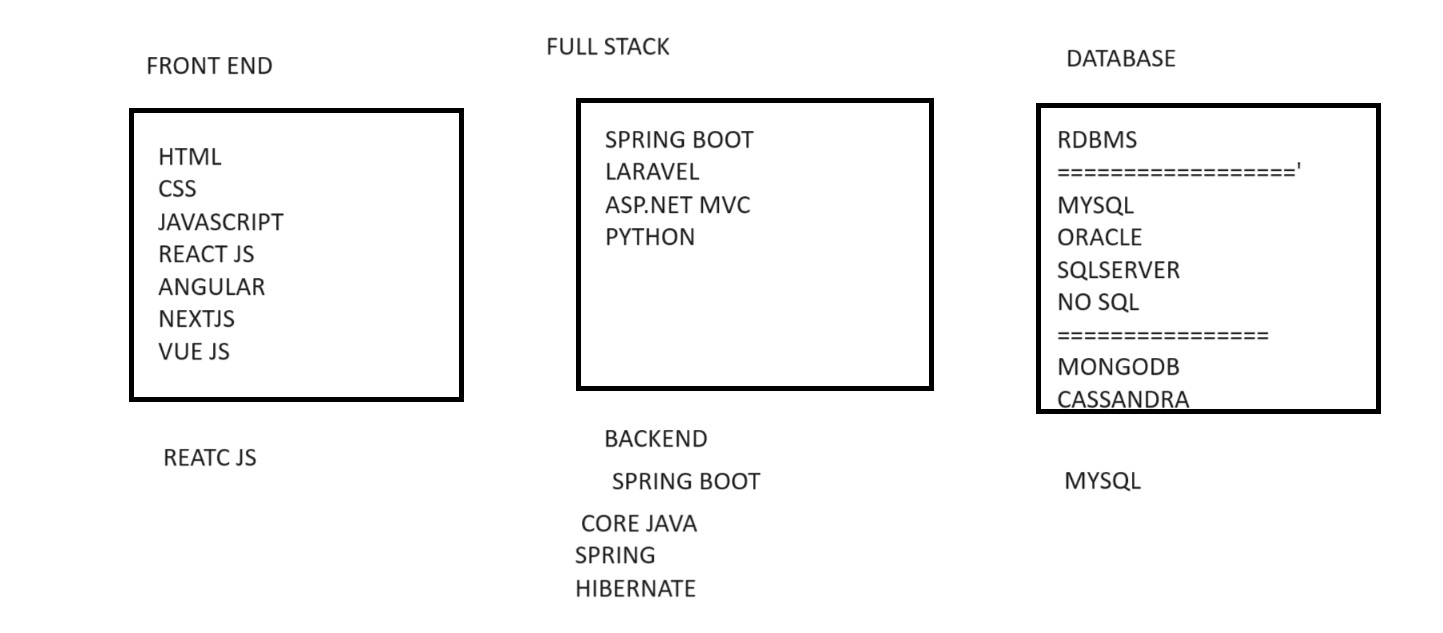 FULL STACK
FRONT END
HTML
CSS
JAVASCRIPT
REACT JS
ANGULAR
NEXTJS
VUE JS
REATC JS
SPRING BOOT
LARAVEL
ASP.NET MVC
PYTHON
BACKEND
SPRING BOOT
CORE JAVA
SPRING
HIBERNATE
DATABASE
RDBMS
=================='
MYSQL
ORACLE
SQLSERVER
NO SQL
================
MONGODB
CASSANDRA
MYSQL